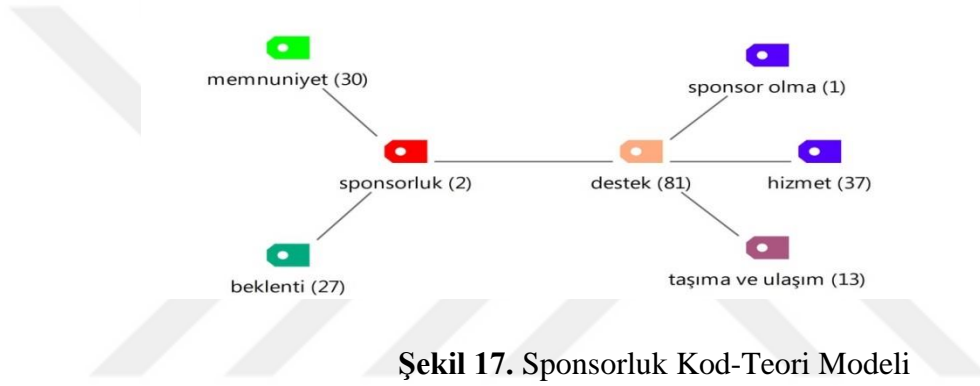 memnuniyet (30)
sponsor olma (1)
sponsorluk (2)
destek (81)
hizmet (37)
beklenti (27)
taşıma ve ulaşım (13)
Şekil 17. Sponsorluk Kod-Teori Modeli